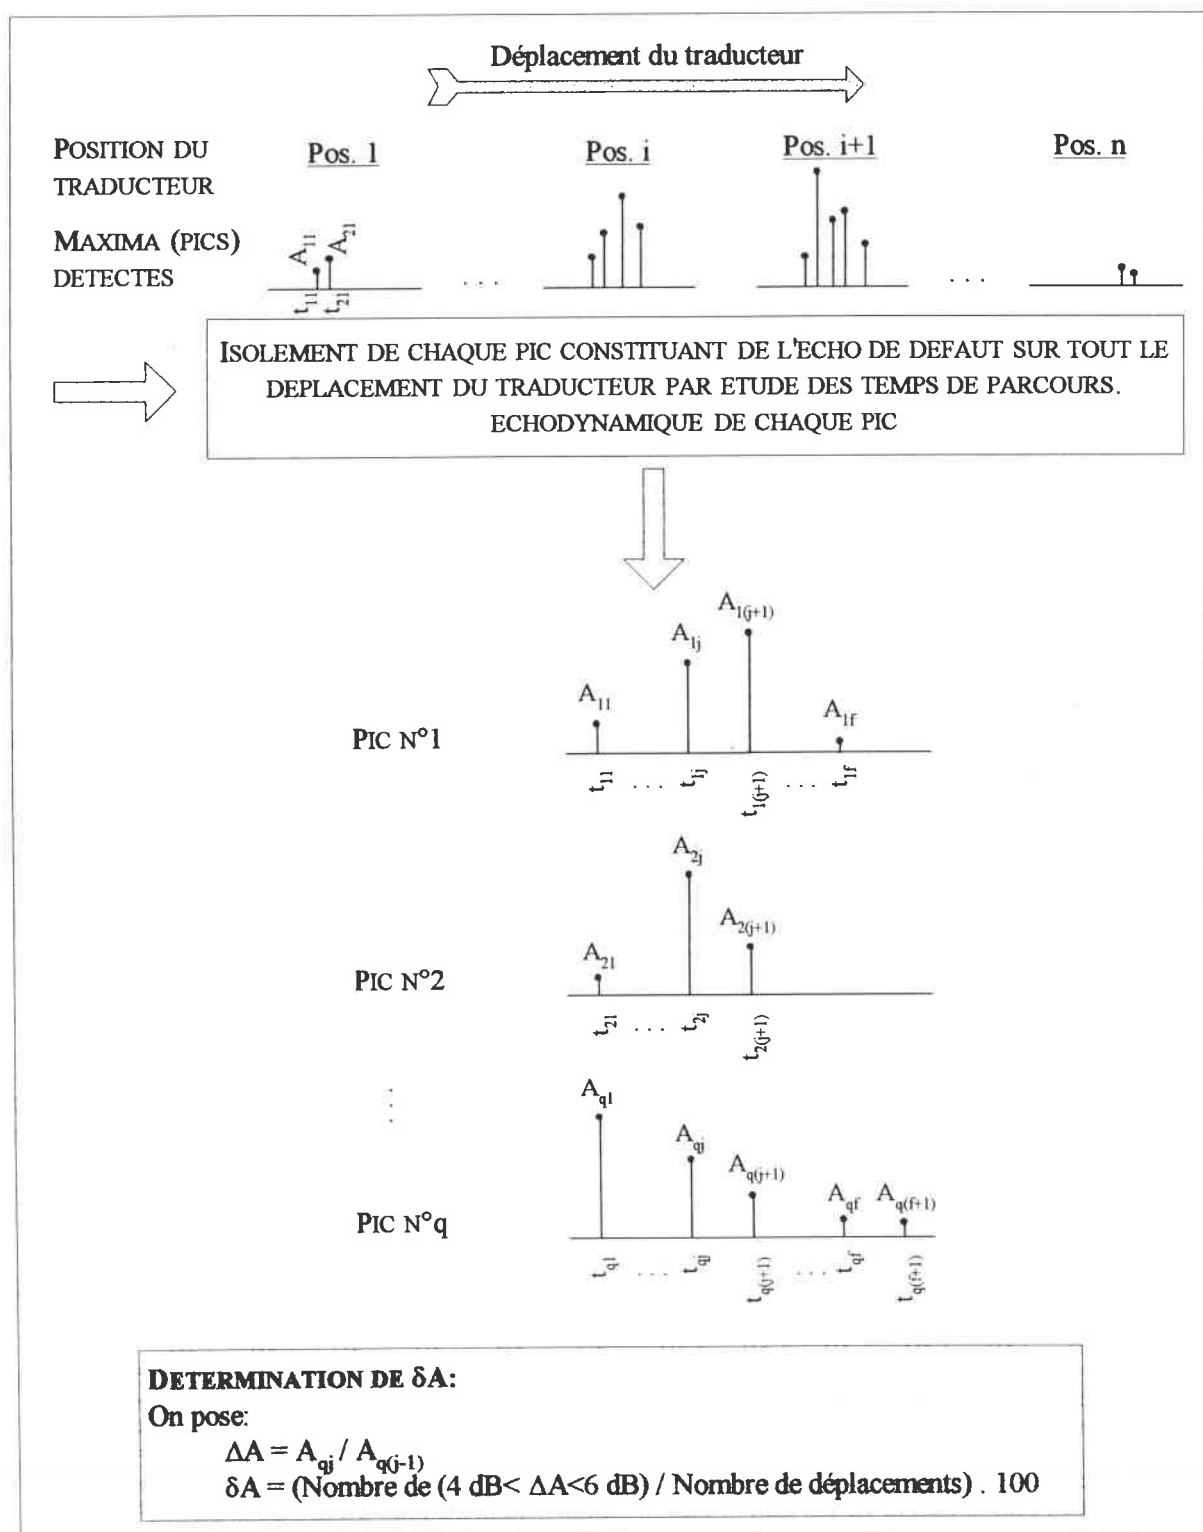 Déplacement du traducteur
POSITION DU
TRADUCTEUR
Pos. 1
Pos. i
Pos. i+1
Pos. n
MAXIMA (PICS)
DETECTES
A11
A21
t11
t21
. . .
. . .
ISOLEMENT DE CHAQUE PIC CONSTITUANT DE L'ECHO DE DEFAUT SUR TOUT LE
DEPLACEMENT DU TRADUCTEUR PAR ETUDE DES TEMPS DE PARCOURS.
ECHODYNAMIQUE DE CHAQUE PIC
PIC N°1
A11
A1j
A1(j+1)
A1f
t11 . . . t1j t1(j+1) . . . t1f
PIC N°2
A21
A2j
A2(j+1)
t21 . . . t2j t2(j+1)
. . .
PIC N°q
Aq1
Aqj
Aq(j+1)
Aqf
Aq(f+1)
tq1 . . . tqj tq(j+1) . . . tqf tq(f+1)
DETERMINATION DE δA:
On pose:
ΔA = Aqj / Aq(j-1)
δA = (Nombre de (4 dB< ΔA<6 dB) / Nombre de déplacements) . 100